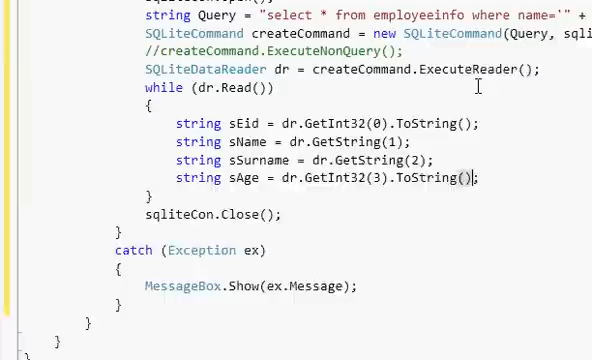 string Query = "select * from employeeinfo where name='" +
SQLiteCommand createCommand = new SQLiteCommand(Query, sqli
//createCommand.ExecuteNonQuery();
SQLiteDataReader dr = createCommand.ExecuteReader();
while (dr.Read())
{
string sEid = dr.GetInt32(0).ToString();
string sName = dr.GetString(1);
string sSurname = dr.GetString(2);
string sAge = dr.GetInt32(3).ToString();
}
sqliteCon.Close();
}
catch (Exception ex)
{
MessageBox.Show(ex.Message);
}
}
}
}